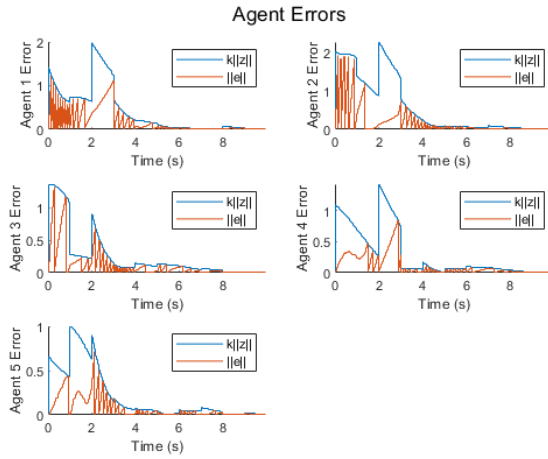 Agent Errors
Agent 1 Error
2
1
0
k||z||
||e||
0 2 4 6 8
Time (s)
Agent 2 Error
2
1
0
k||z||
||e||
0 2 4 6 8
Time (s)
Agent 3 Error
1
0.5
0
k||z||
||e||
0 2 4 6 8
Time (s)
Agent 4 Error
1
0.5
0
k||z||
||e||
0 2 4 6 8
Time (s)
Agent 5 Error
1
0.5
0
k||z||
||e||
0 2 4 6 8
Time (s)